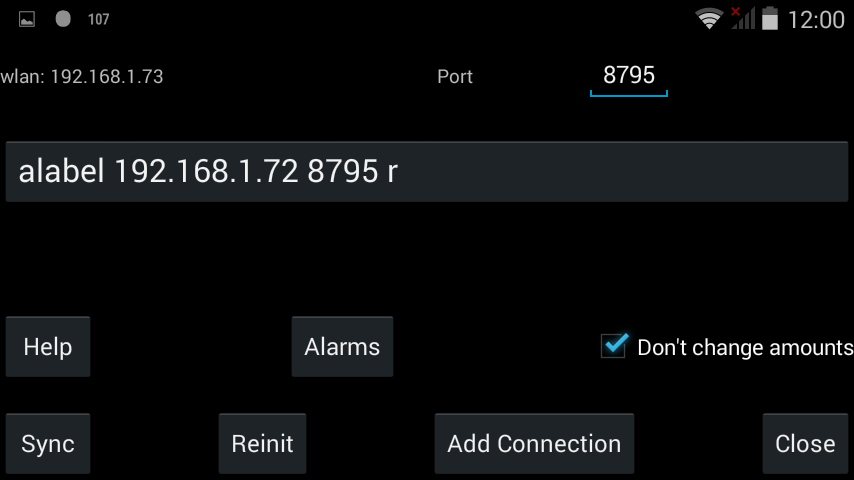 107 12:00
wlan: 192.168.1.73 Port 8795
alabel 192.168.1.72 8795 r
Help Alarms Don't change amounts
Sync Reinit Add Connection Close